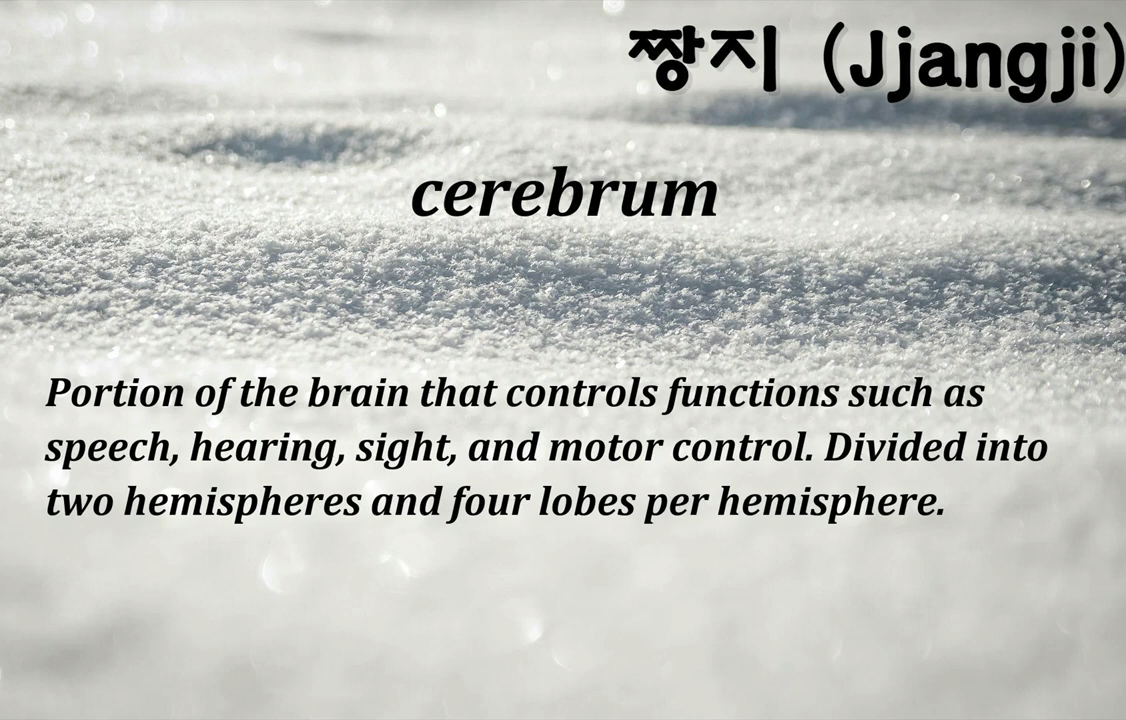 짱지 (Jjangji)
cerebrum
Portion of the brain that controls functions such as
speech, hearing, sight, and motor control. Divided into
two hemispheres and four lobes per hemisphere.